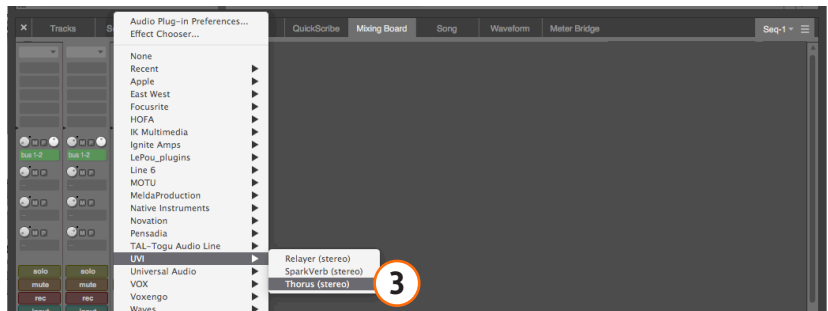 Tracks
S
QuickScribe
Mixing Board
Song
Waveform
Meter Bridge
Seq-1
Audio Plug-in Preferences...
Effect Chooser...
None
Recent
Apple
East West
Focusrite
HOFA
IK Multimedia
Ignite Amps
LePou_plugins
Line 6
MOTU
MeldaProduction
Native Instruments
Novation
Pensadia
TAL-Togu Audio Line
UVI
Universal Audio
VOX
Voxengo
Waves
Relayer (stereo)
SparkVerb (stereo)
Thorus (stereo)
3
M P M P
bus 1-2 bus 1-2
M P M P
M P M P
M P M P
solo solo
mute mute
rec rec
input input